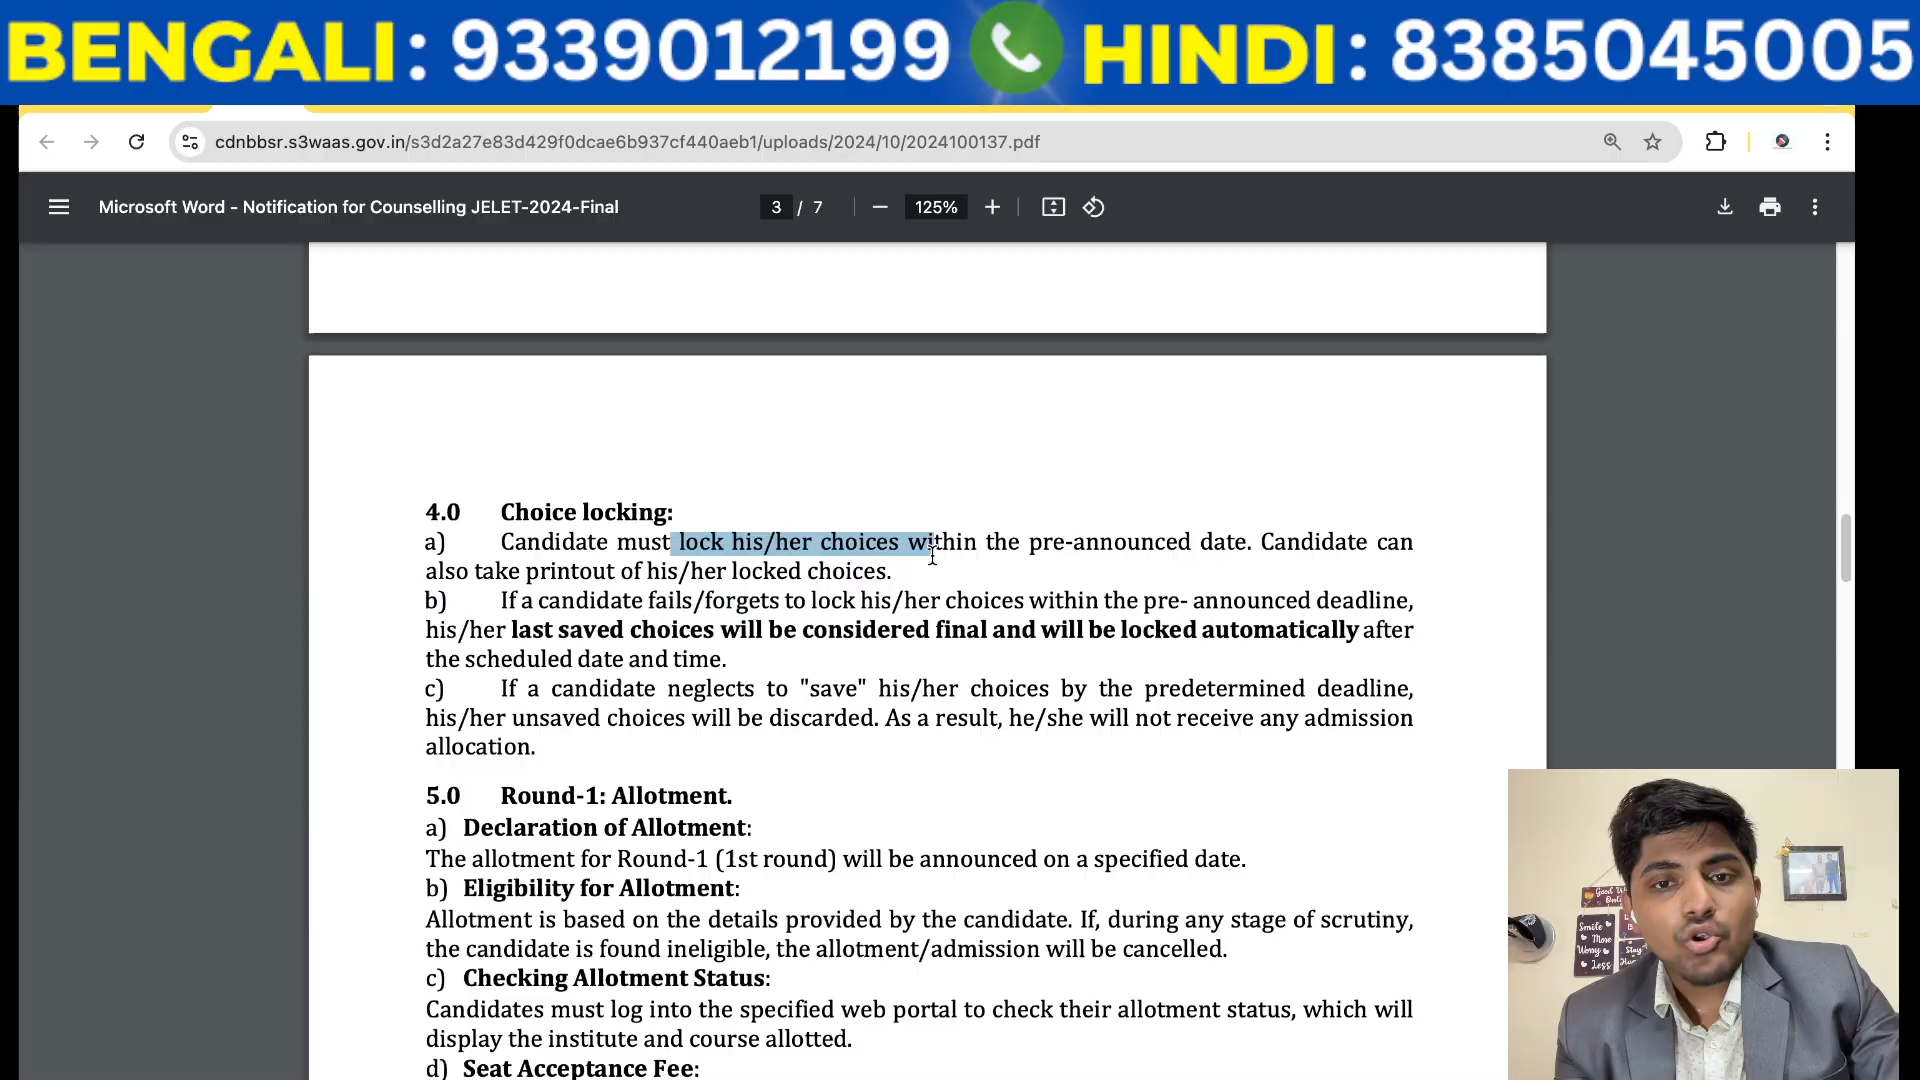 BENGALI: 9339012199 HINDI: 8385045005
cdnbbsr.s3waas.gov.in/s3d2a27e83d429f0dcae6b937cf440aeb1/uploads/2024/10/2024100137.pdf
Microsoft Word - Notification for Counselling JELET-2024-Final 3 / 7 125%
4.0 Choice locking:
a) Candidate must lock his/her choices within the pre-announced date. Candidate can
also take printout of his/her locked choices.
b) If a candidate fails/forgets to lock his/her choices within the pre- announced deadline,
his/her last saved choices will be considered final and will be locked automatically after
the scheduled date and time.
c) If a candidate neglects to "save" his/her choices by the predetermined deadline,
his/her unsaved choices will be discarded. As a result, he/she will not receive any admission
allocation.
5.0 Round-1: Allotment.
a) Declaration of Allotment:
The allotment for Round-1 (1st round) will be announced on a specified date.
b) Eligibility for Allotment:
Allotment is based on the details provided by the candidate. If, during any stage of scrutiny,
the candidate is found ineligible, the allotment/admission will be cancelled.
c) Checking Allotment Status:
Candidates must log into the specified web portal to check their allotment status, which will
display the institute and course allotted.
d) Seat Acceptance Fee:
Smile
More
Worry
Less